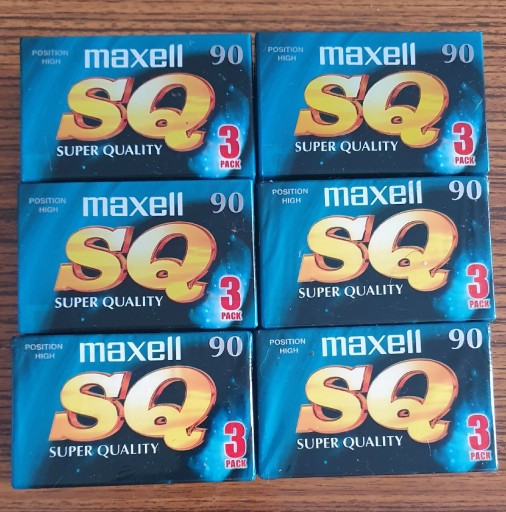 POSITION
HIGH
maxell 90
SQ
SUPER QUALITY
3
PACK
POSITION
HIGH
maxell 90
SQ
SUPER QUALITY
3
PACK
POSITION
HIGH
maxell 90
SQ
SUPER QUALITY
3
PACK
POSITION
HIGH
maxell 90
SQ
SUPER QUALITY
3
PACK
POSITION
HIGH
maxell 90
SQ
SUPER QUALITY
3
PACK
POSITION
HIGH
maxell 90
SQ
SUPER QUALITY
3
PACK